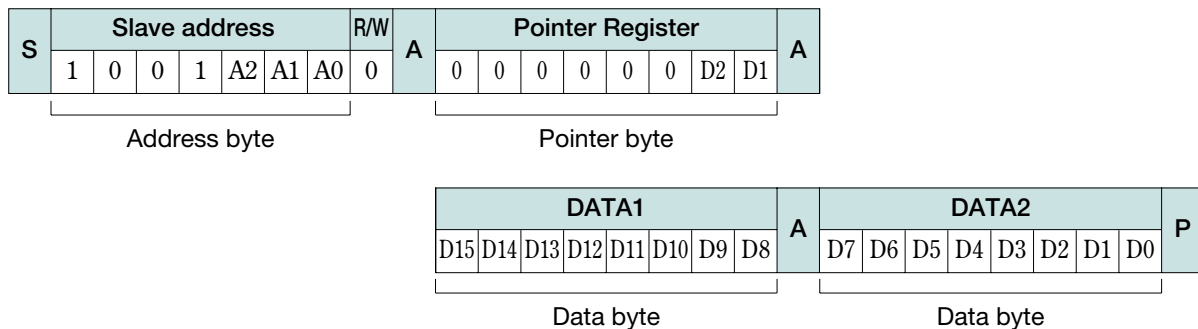 S Slave address R/W A Pointer Register A
1 0 0 1 A2 A1 A0 0 0 0 0 0 0 0 D2 D1
Address byte Pointer byte
DATA1 A DATA2 P
D15 D14 D13 D12 D11 D10 D9 D8 D7 D6 D5 D4 D3 D2 D1 D0
Data byte Data byte